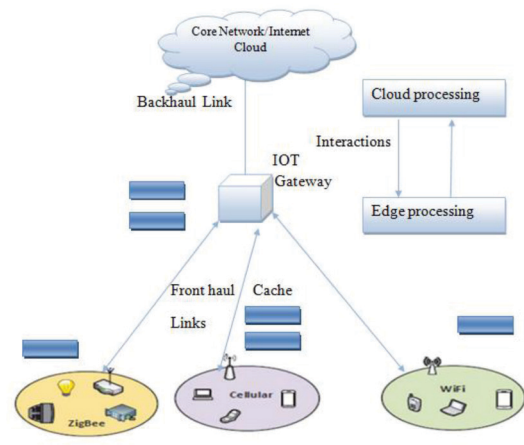 Core Network/Internet
Cloud
Backhaul Link
Cloud processing
Interactions
IOT
Gateway
Edge processing
Front haul
Cache
Links
ZigBee
Cellular
WiFi